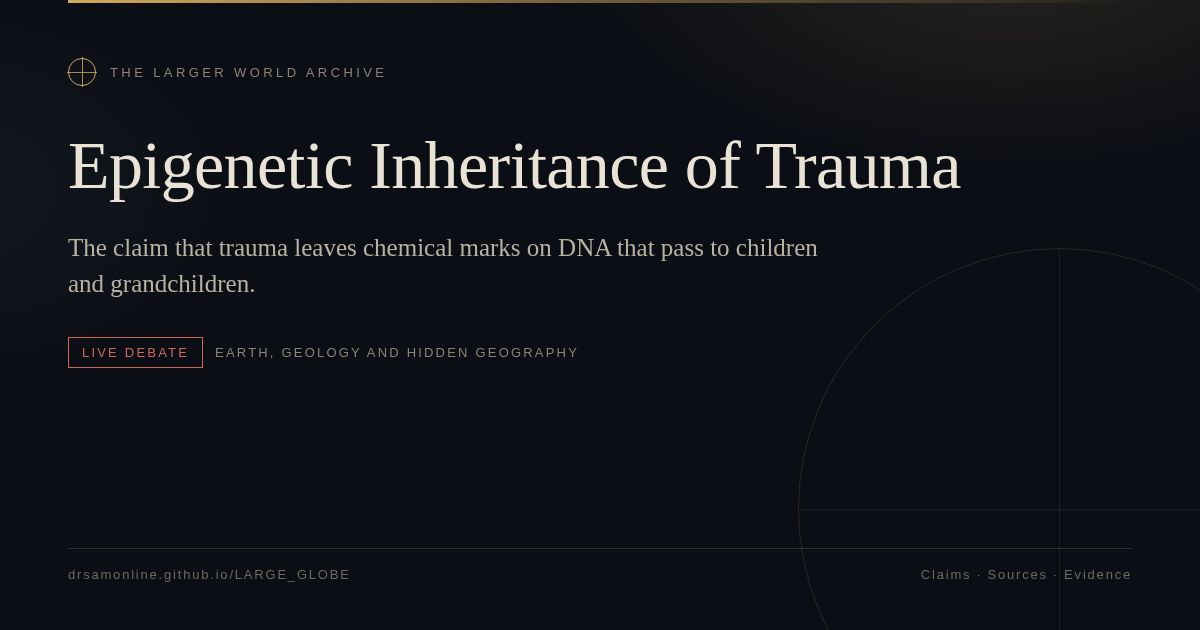 THE LARGER WORLD ARCHIVE
Epigenetic Inheritance of Trauma
The claim that trauma leaves chemical marks on DNA that pass to children
and grandchildren.
LIVE DEBATE EARTH, GEOLOGY AND HIDDEN GEOGRAPHY
drsamonline.github.io/LARGE_GLOBE Claims · Sources · Evidence